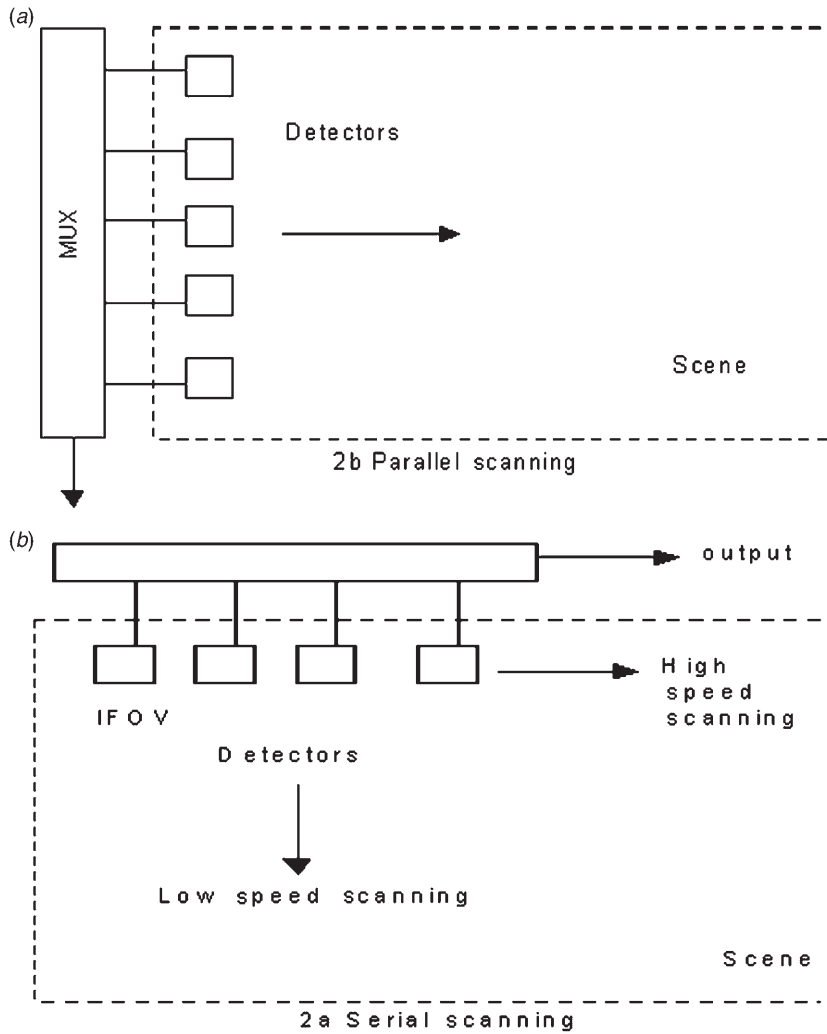 (a)
MUX
Detectors
Scene
2b Parallel scanning
(b)
output
High
speed
scanning
IFOV
Detectors
Low speed scanning
Scene
2a Serial scanning